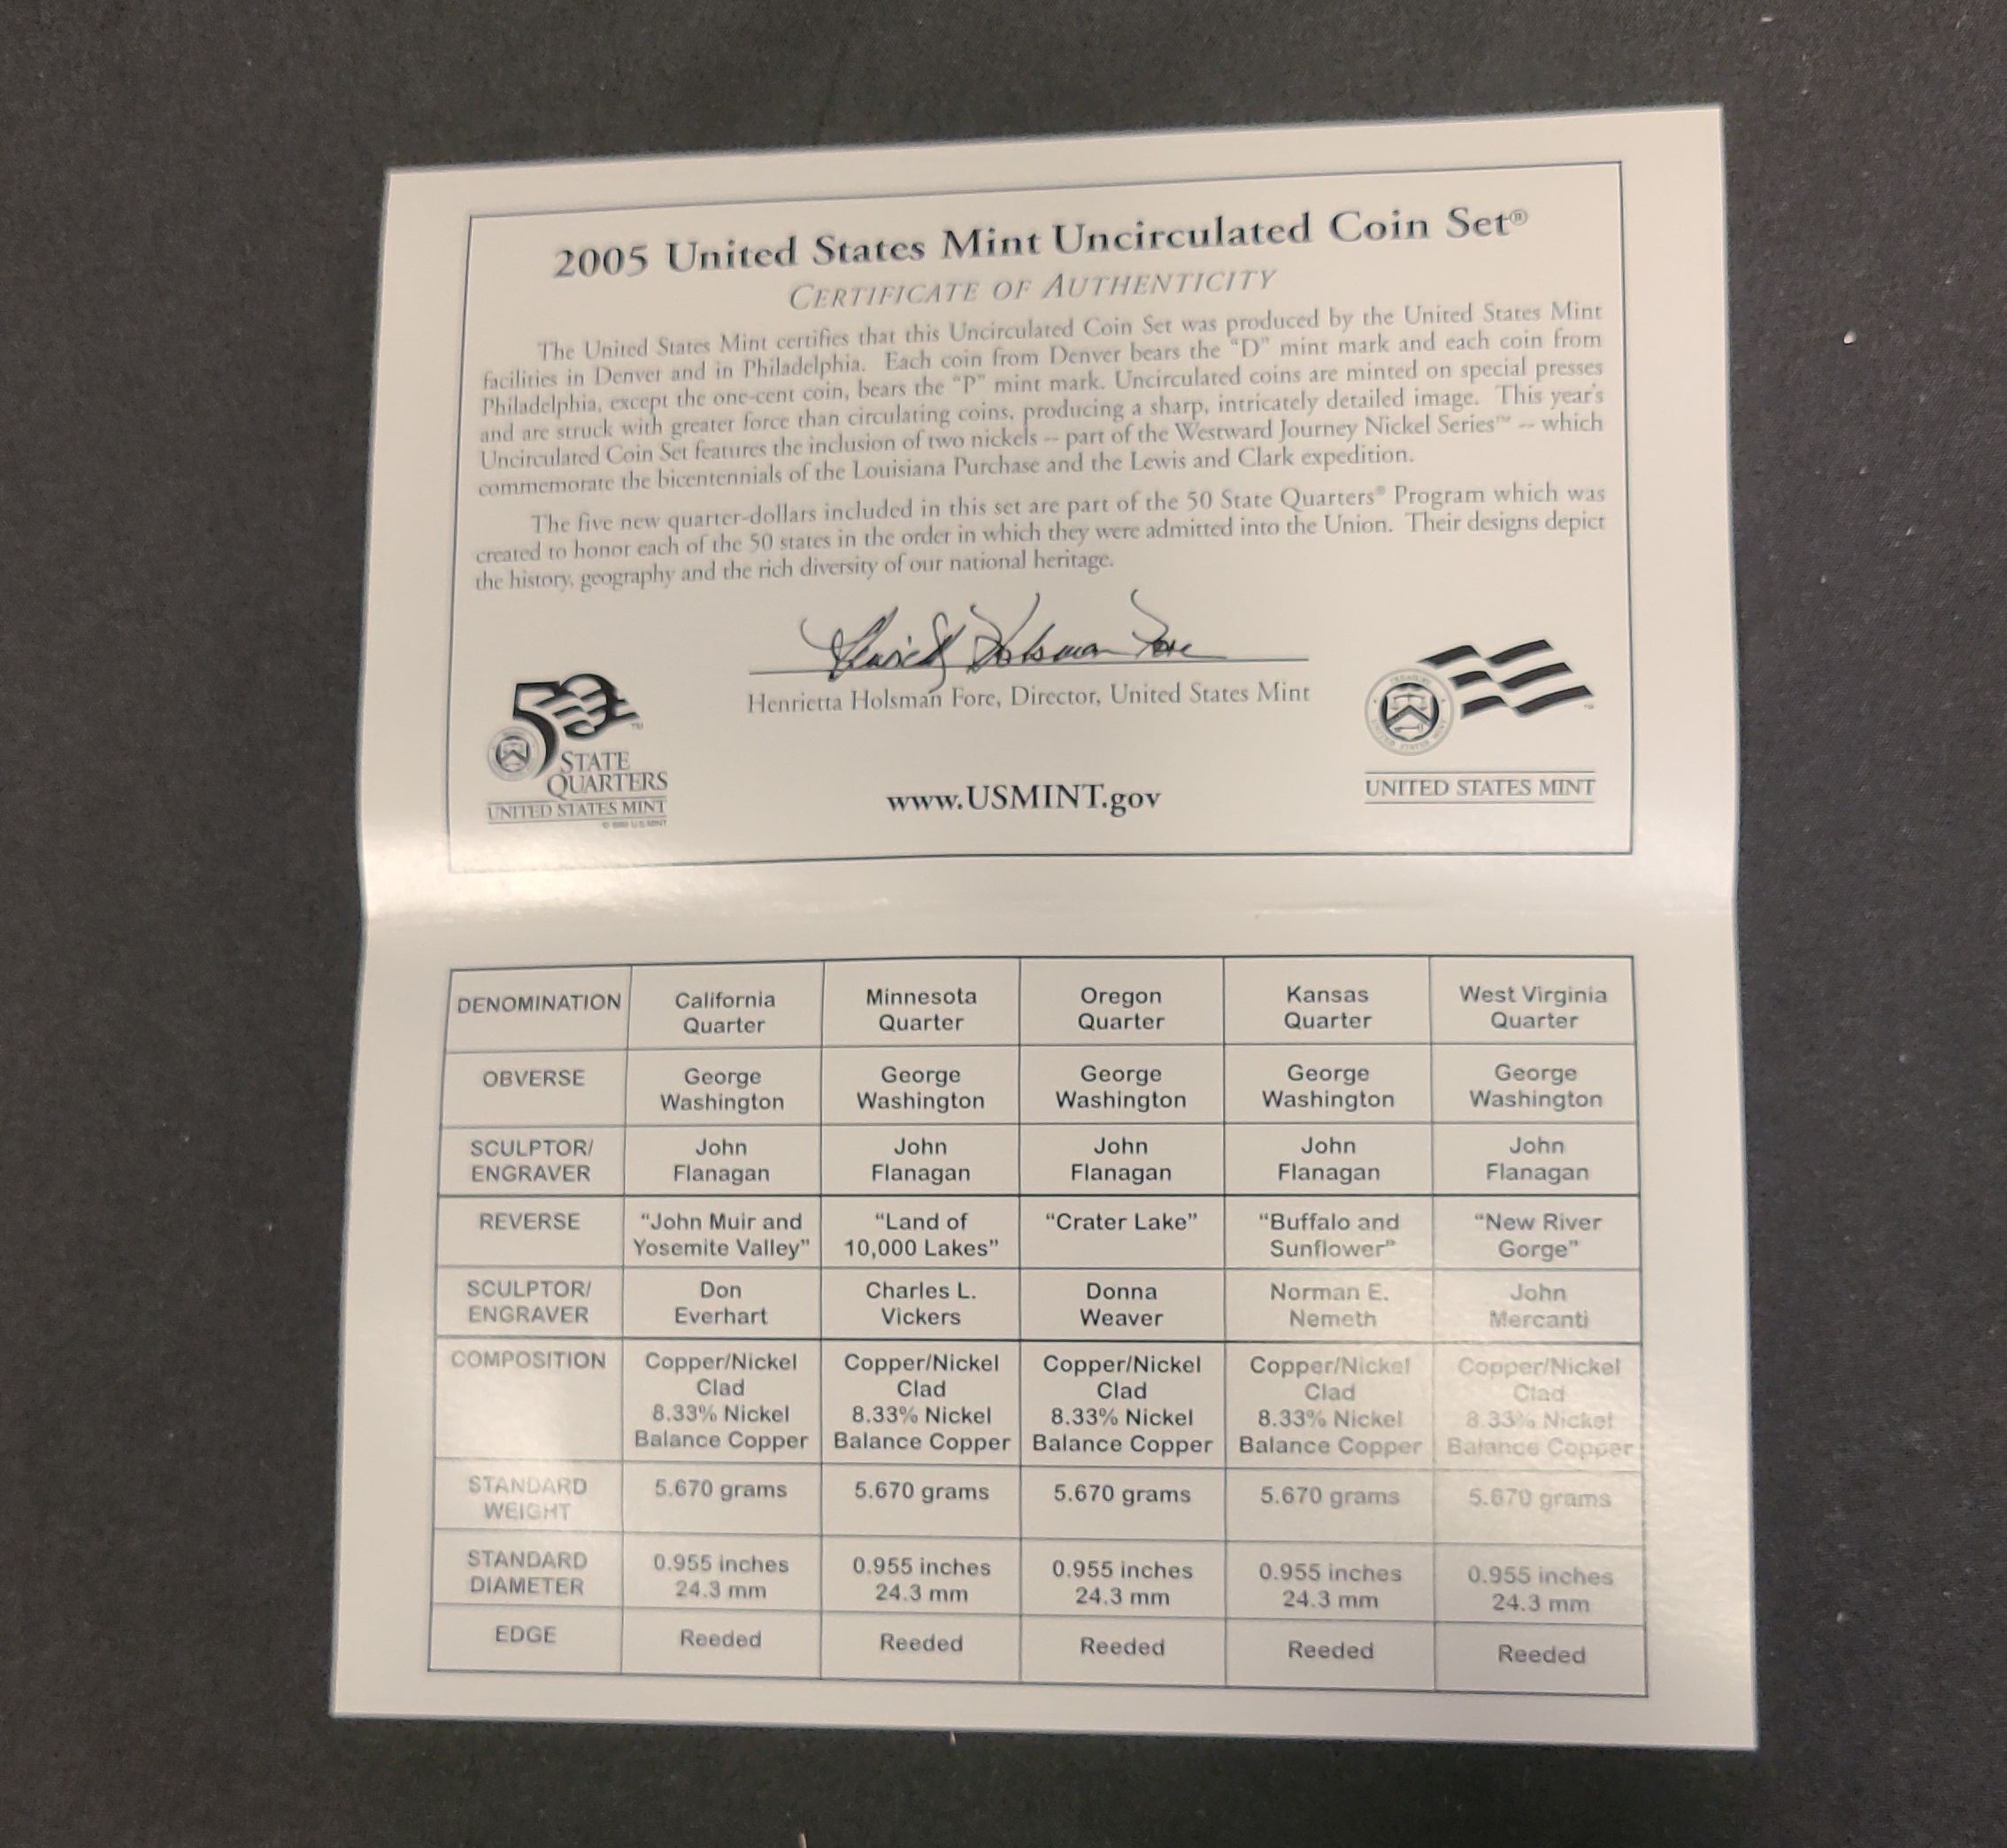 2005 United States Mint Uncirculated Coin Set®
CERTIFICATE OF AUTHENTICITY
The United States Mint certifies that this Uncirculated Coin Set was produced by the United States Mint
facilities in Denver and in Philadelphia. Each coin from Denver bears the "D" mint mark and each coin from
Philadelphia, except the one-cent coin, bears the "P" mint mark. Uncirculated coins are minted on special presses
and are struck with greater force than circulating coins, producing a sharp, intricately detailed image. This year's
Uncirculated Coin Set features the inclusion of two nickels -- part of the Westward Journey Nickel Series™ -- which
commemorate the bicentennials of the Louisiana Purchase and the Lewis and Clark expedition.
The five new quarter-dollars included in this set are part of the 50 State Quarters® Program which was
created to honor each of the 50 states in the order in which they were admitted into the Union. Their designs depict
the history, geography and the rich diversity of our national heritage.
Henrietta Holsman Fore
Henrietta Holsman Fore, Director, United States Mint
50™
STATE
QUARTERS
UNITED STATES MINT
www.USMINT.gov
UNITED STATES MINT
DENOMINATION California Quarter Minnesota Quarter Oregon Quarter Kansas Quarter West Virginia Quarter
OBVERSE George Washington George Washington George Washington George Washington George Washington
SCULPTOR/ ENGRAVER John Flanagan John Flanagan John Flanagan John Flanagan John Flanagan
REVERSE "John Muir and Yosemite Valley" "Land of 10,000 Lakes" "Crater Lake" "Buffalo and Sunflower" "New River Gorge"
SCULPTOR/ ENGRAVER Don Everhart Charles L. Vickers Donna Weaver Norman E. Nemeth John Mercanti
COMPOSITION Copper/Nickel Clad 8.33% Nickel Balance Copper Copper/Nickel Clad 8.33% Nickel Balance Copper Copper/Nickel Clad 8.33% Nickel Balance Copper Copper/Nickel Clad 8.33% Nickel Balance Copper Copper/Nickel Clad 8.33% Nickel Balance Copper
STANDARD WEIGHT 5.670 grams 5.670 grams 5.670 grams 5.670 grams 5.670 grams
STANDARD DIAMETER 0.955 inches 24.3 mm 0.955 inches 24.3 mm 0.955 inches 24.3 mm 0.955 inches 24.3 mm 0.955 inches 24.3 mm
EDGE Reeded Reeded Reeded Reeded Reeded